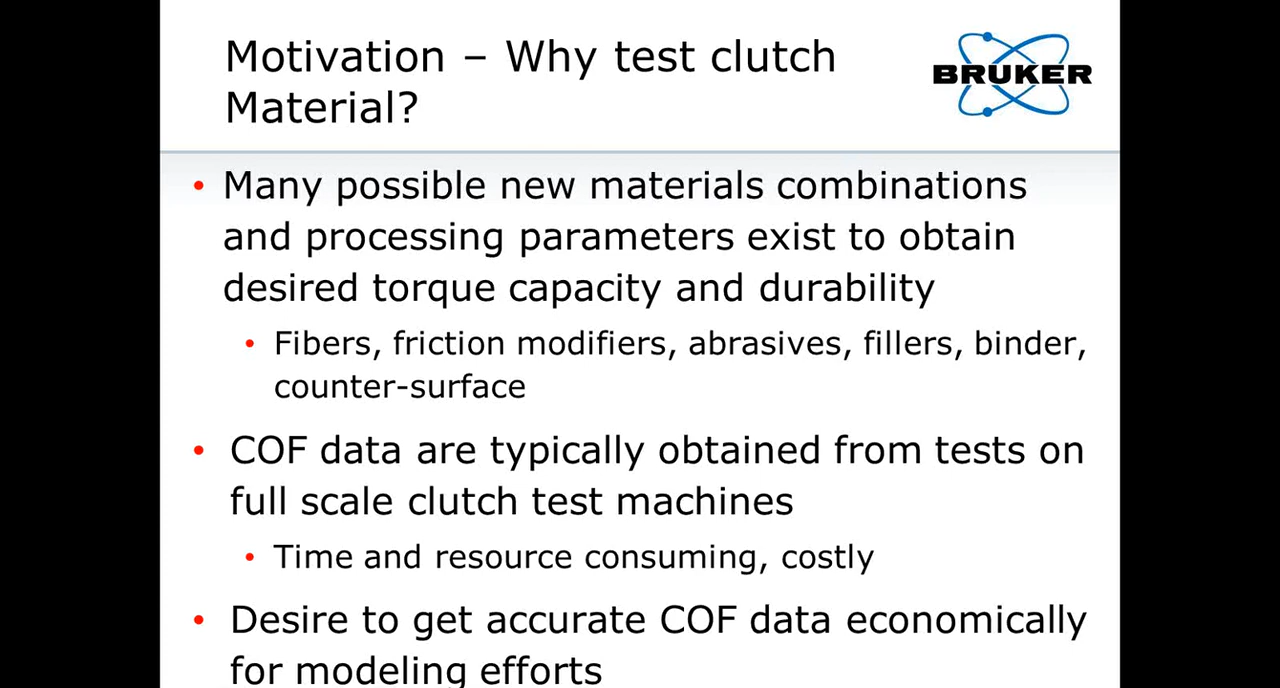 Motivation – Why test clutch
Material?
BRUKER
• Many possible new materials combinations
and processing parameters exist to obtain
desired torque capacity and durability
• Fibers, friction modifiers, abrasives, fillers, binder,
counter-surface
• COF data are typically obtained from tests on
full scale clutch test machines
• Time and resource consuming, costly
• Desire to get accurate COF data economically
for modeling efforts